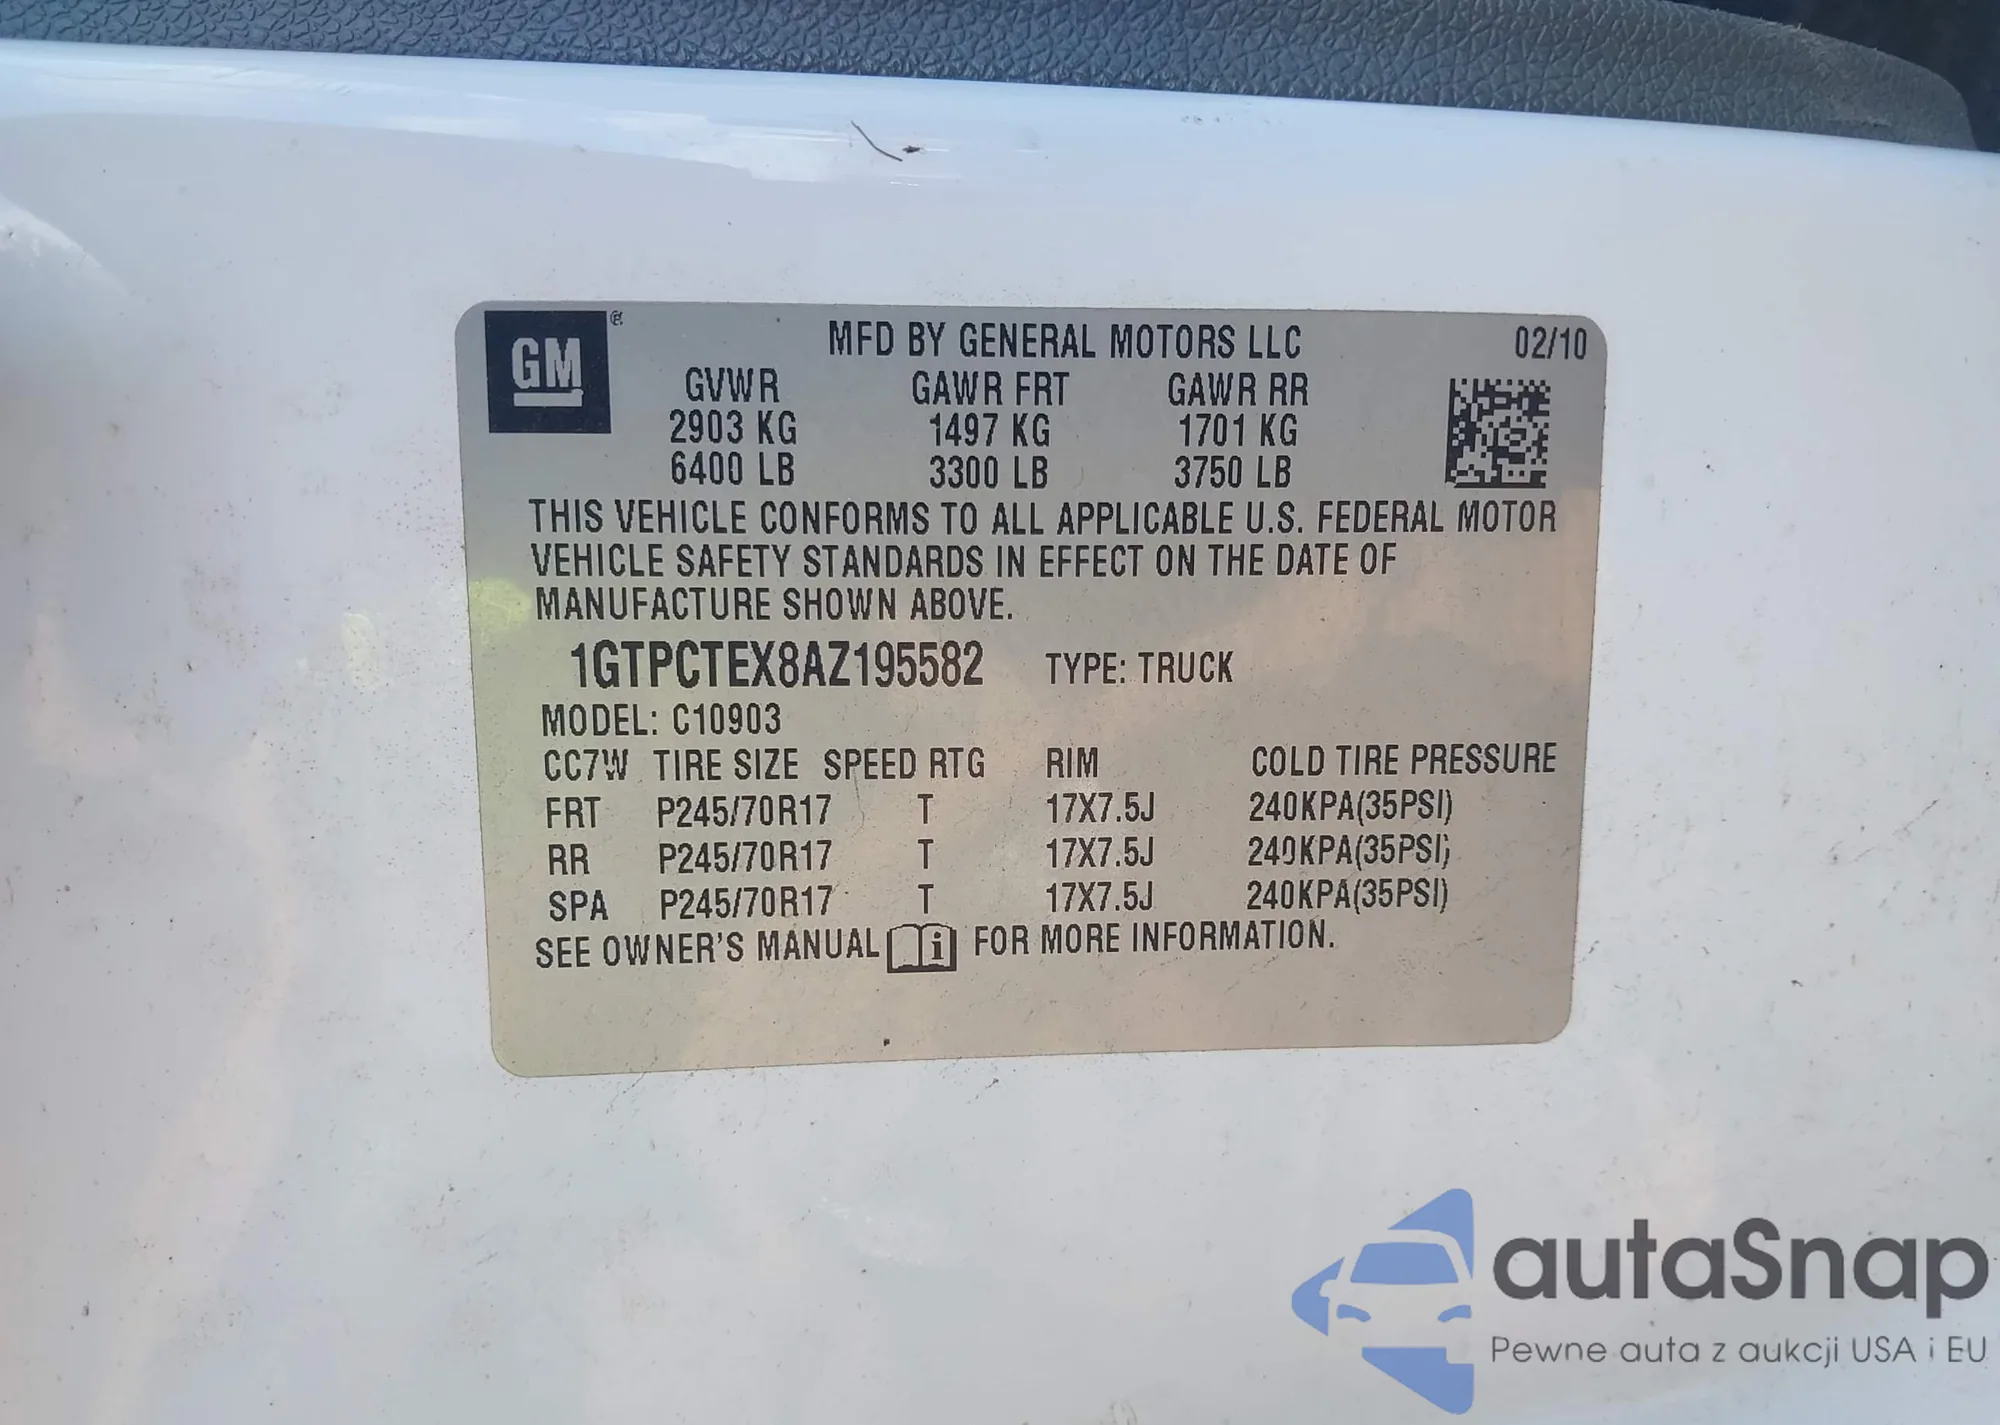 GM
MFD BY GENERAL MOTORS LLC 02/10
GVWR GAWR FRT GAWR RR
2903 KG 1497 KG 1701 KG
6400 LB 3300 LB 3750 LB
THIS VEHICLE CONFORMS TO ALL APPLICABLE U.S. FEDERAL MOTOR
VEHICLE SAFETY STANDARDS IN EFFECT ON THE DATE OF
MANUFACTURE SHOWN ABOVE.
1GTPCTEX8AZ195582 TYPE: TRUCK
MODEL: C10903
CC7W TIRE SIZE SPEED RTG RIM COLD TIRE PRESSURE
FRT P245/70R17 T 17X7.5J 240KPA(35PSI)
RR P245/70R17 T 17X7.5J 240KPA(35PSI)
SPA P245/70R17 T 17X7.5J 240KPA(35PSI)
SEE OWNER'S MANUAL i FOR MORE INFORMATION.
autaSnap
Pewne auta z aukcji USA i EU